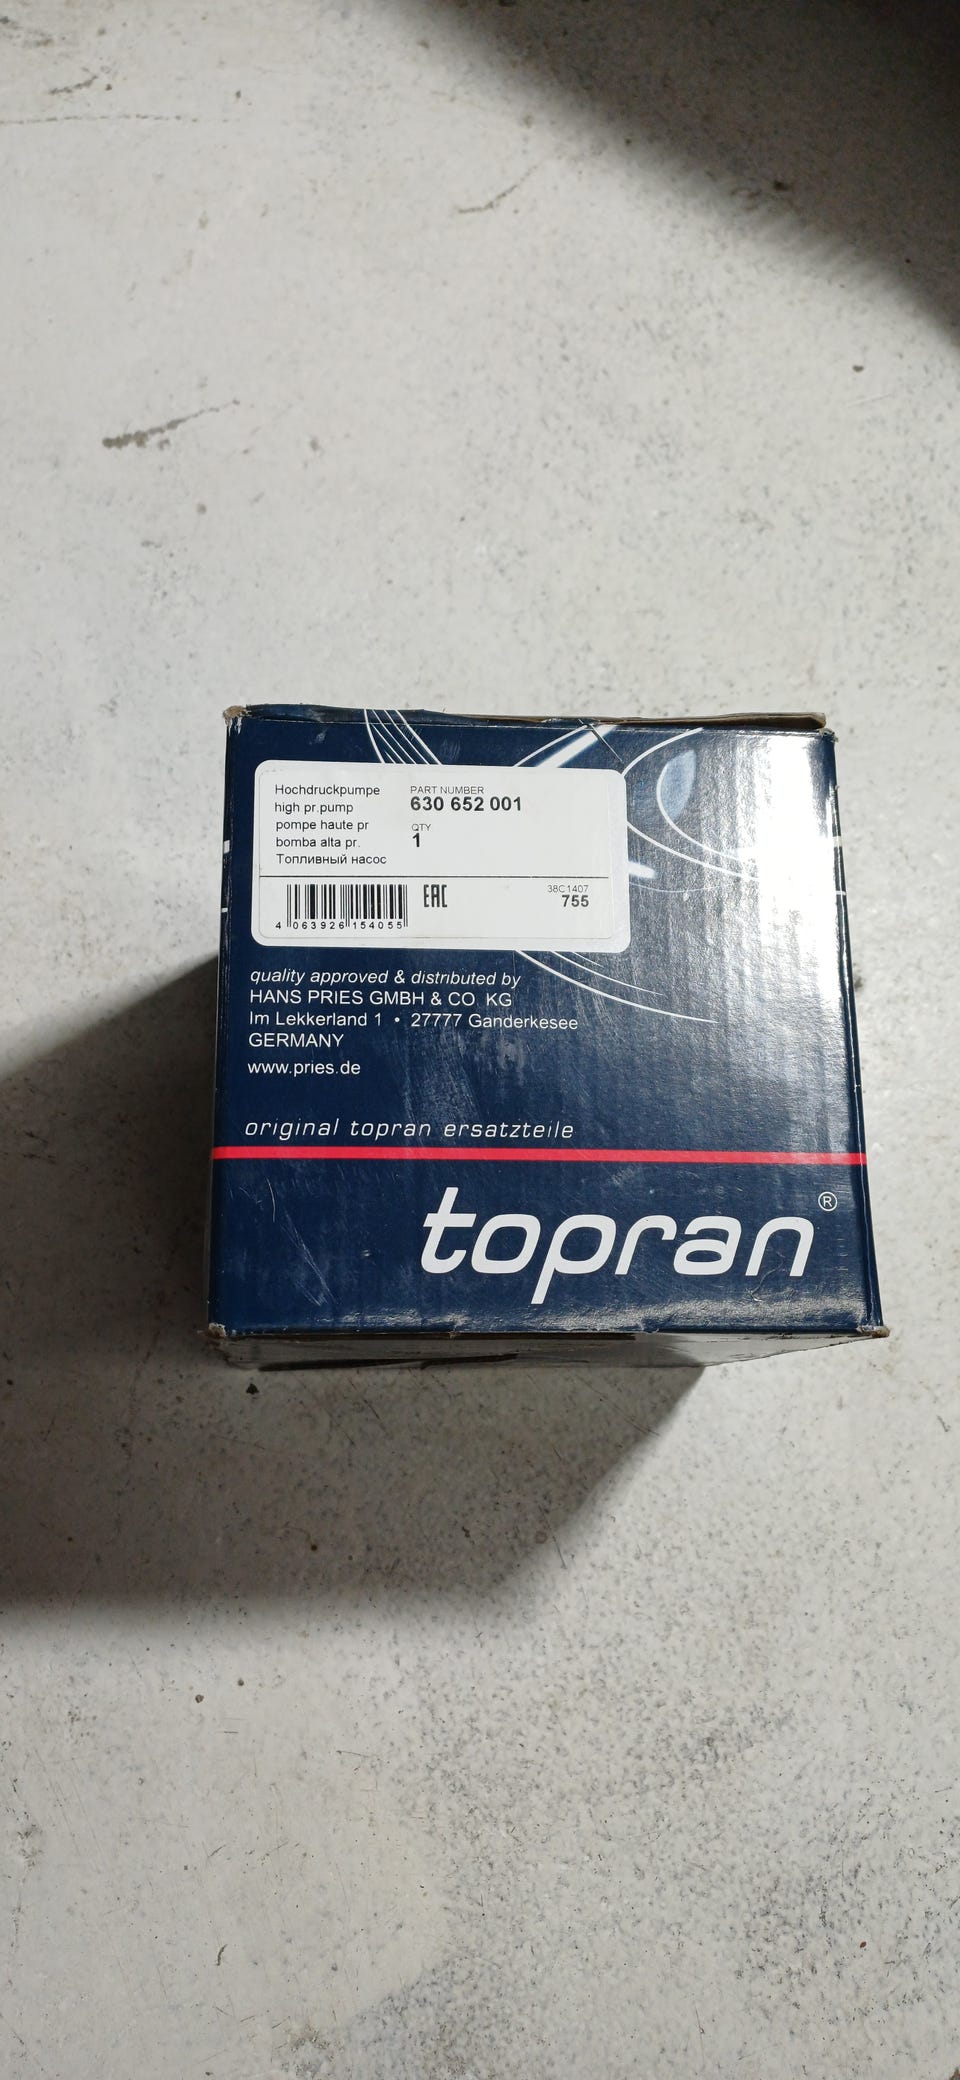 Hochdruckpumpe
high pr.pump
pompe haute pr
bomba alta pr.
Топливный насос
PART NUMBER
630 652 001
QTY
1
4 063926 154055
EAC
38C1407
755
quality approved & distributed by
HANS PRIES GMBH & CO. KG
Im Lekkerland 1 • 27777 Ganderkesee
GERMANY
www.pries.de
original topran ersatzteile
topran®